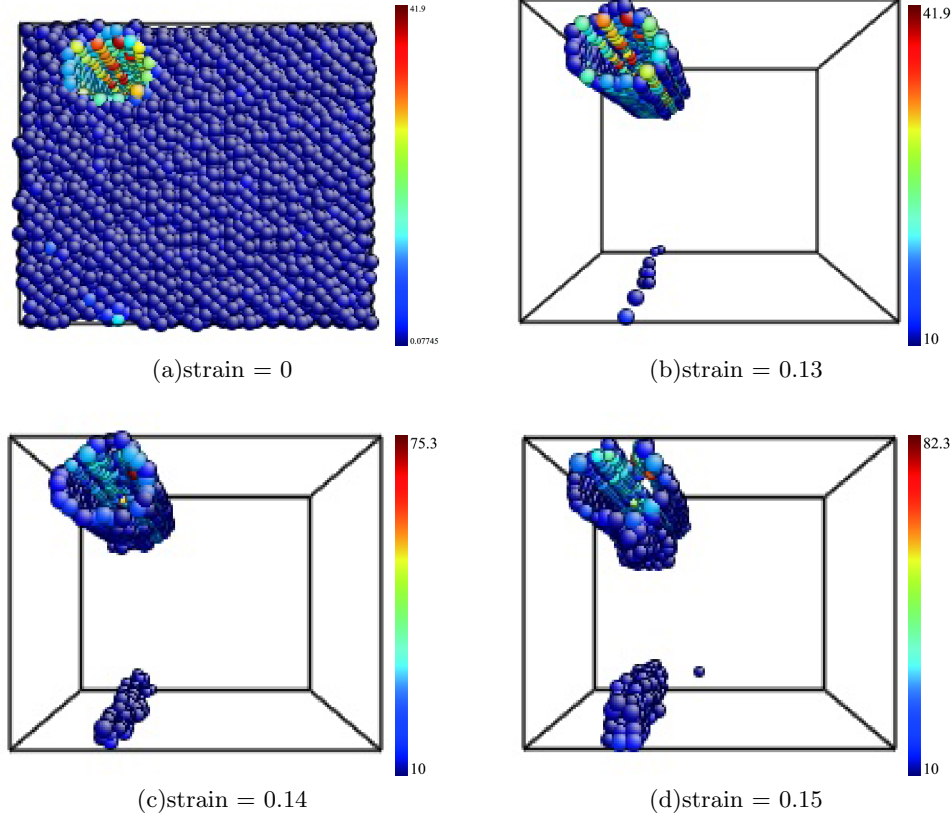 41.9
0.07745
(a)strain = 0
41.9
10
(b)strain = 0.13
75.3
10
(c)strain = 0.14
82.3
10
(d)strain = 0.15